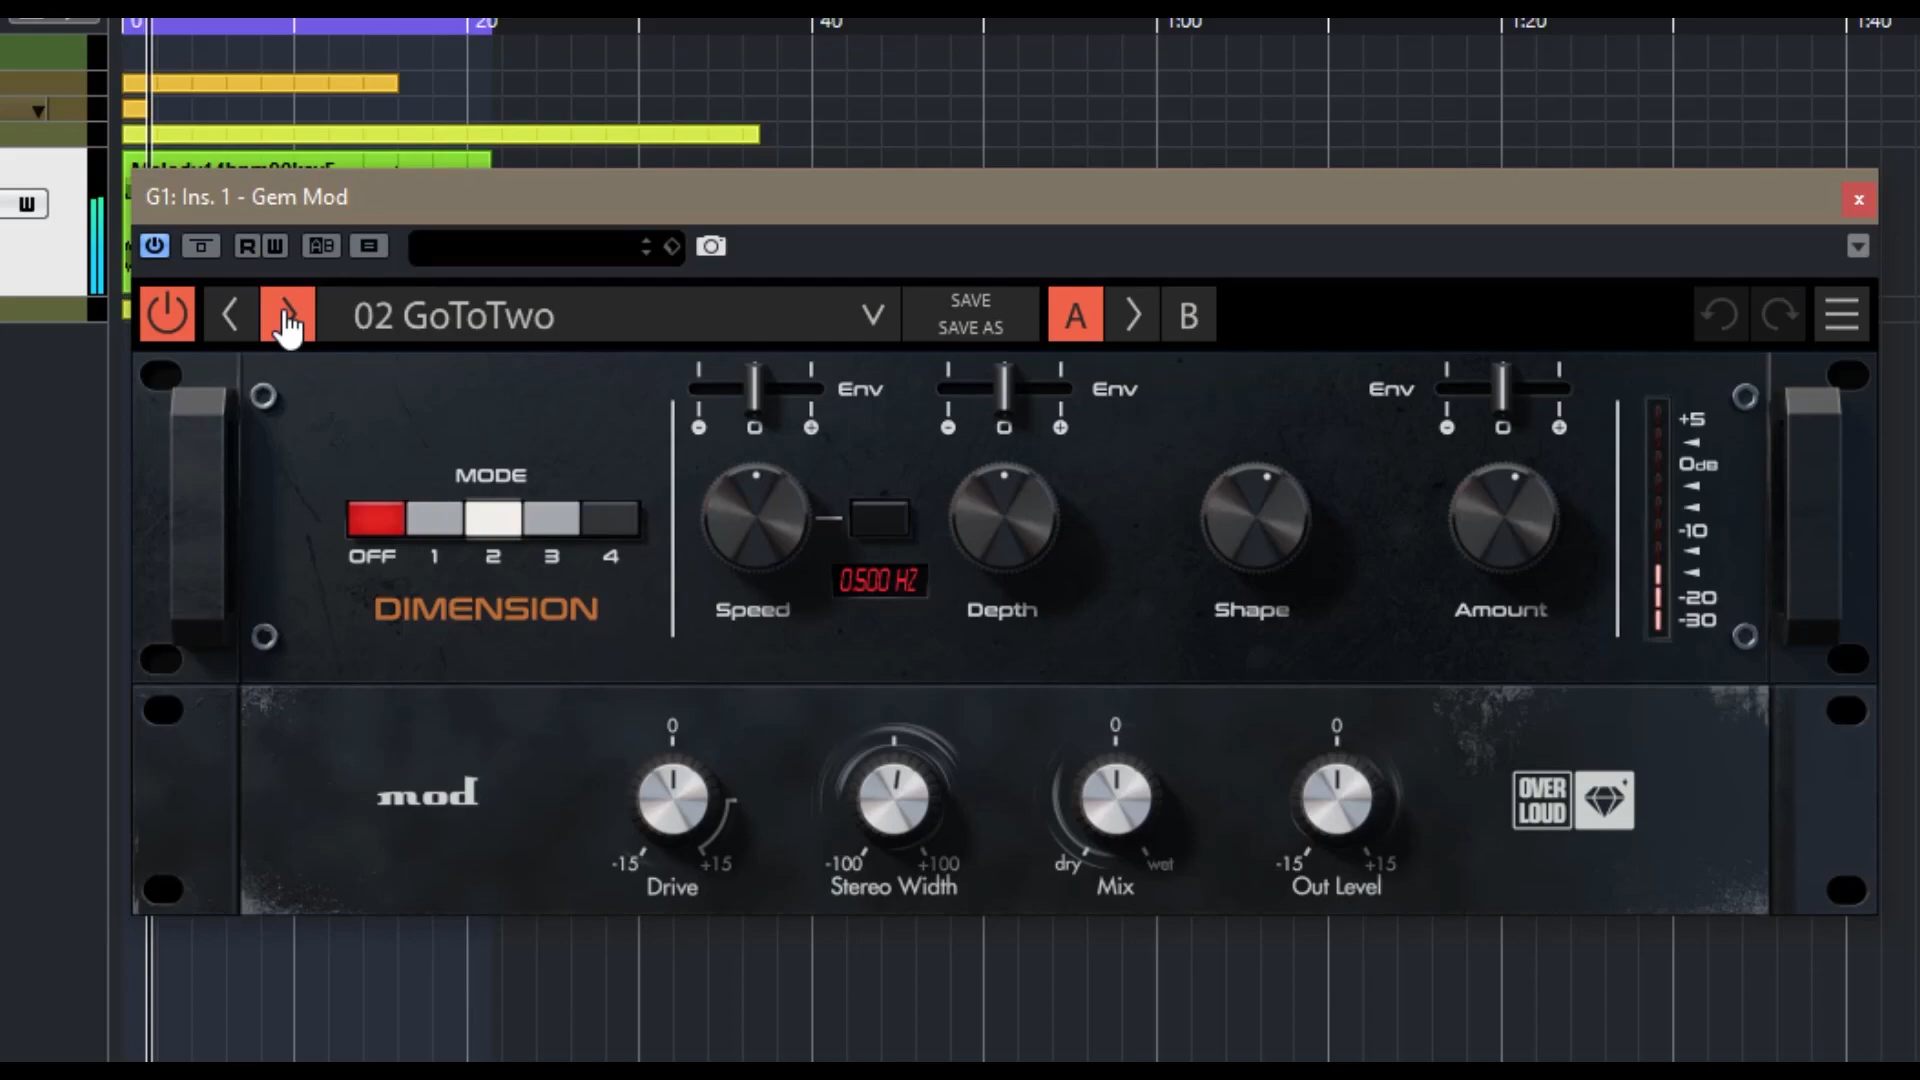 0 20 40 1:00 1:20 1:40
W
G1: Ins. 1 - Gem Mod
x
R W AB
02 GoToTwo
SAVE
SAVE AS
A B
Env Env Env
+5
0dB
-10
-20
-30
MODE
OFF 1 2 3 4
DIMENSION
0.500 HZ
Speed Depth Shape Amount
mod
0 0 0
-15 +15 -100 +100 dry wet -15 +15
Drive Stereo Width Mix Out Level
OVER
LOUD